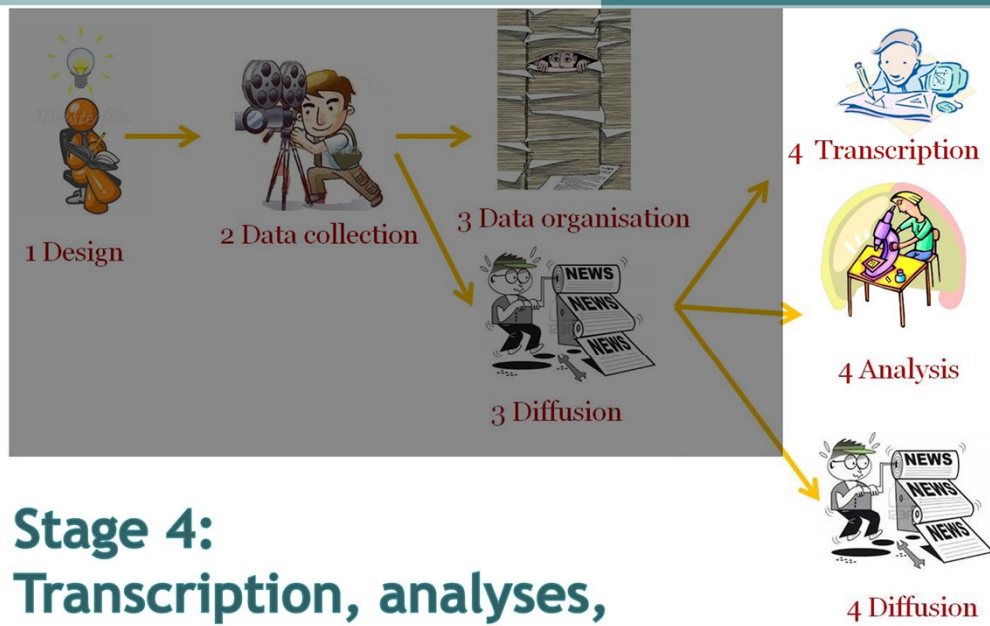 4 Transcription
1 Design
2 Data collection
3 Data organisation
NEWS
NEWS
NEWS
3 Diffusion
4 Analysis
NEWS
NEWS
NEWS
4 Diffusion
Stage 4:
Transcription, analyses,